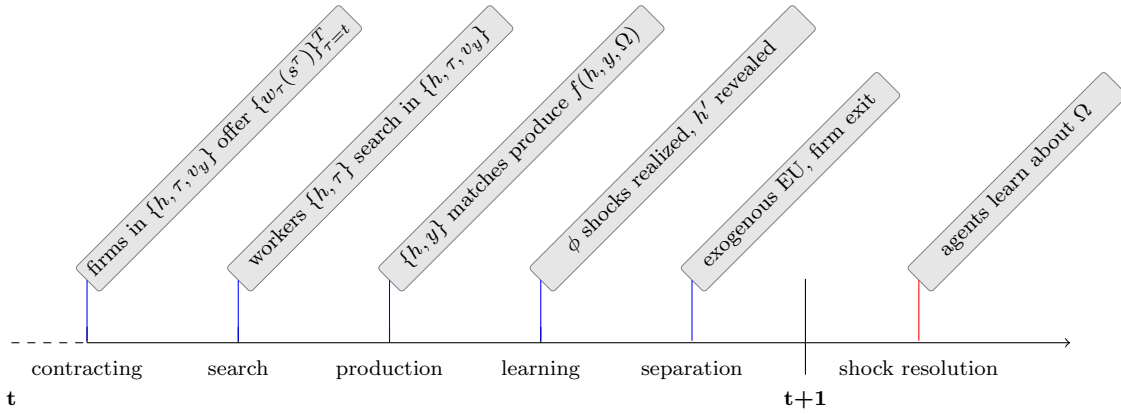 firms in {h, τ, v_y} offer {w_τ(s^τ)}_{τ=t}^T
workers {h, τ} search in {h, τ, v_y}
{h, y} matches produce f(h, y, Ω)
ϕ shocks realized, h′ revealed
exogenous EU, firm exit
agents learn about Ω
contracting search production learning separation shock resolution
t t+1